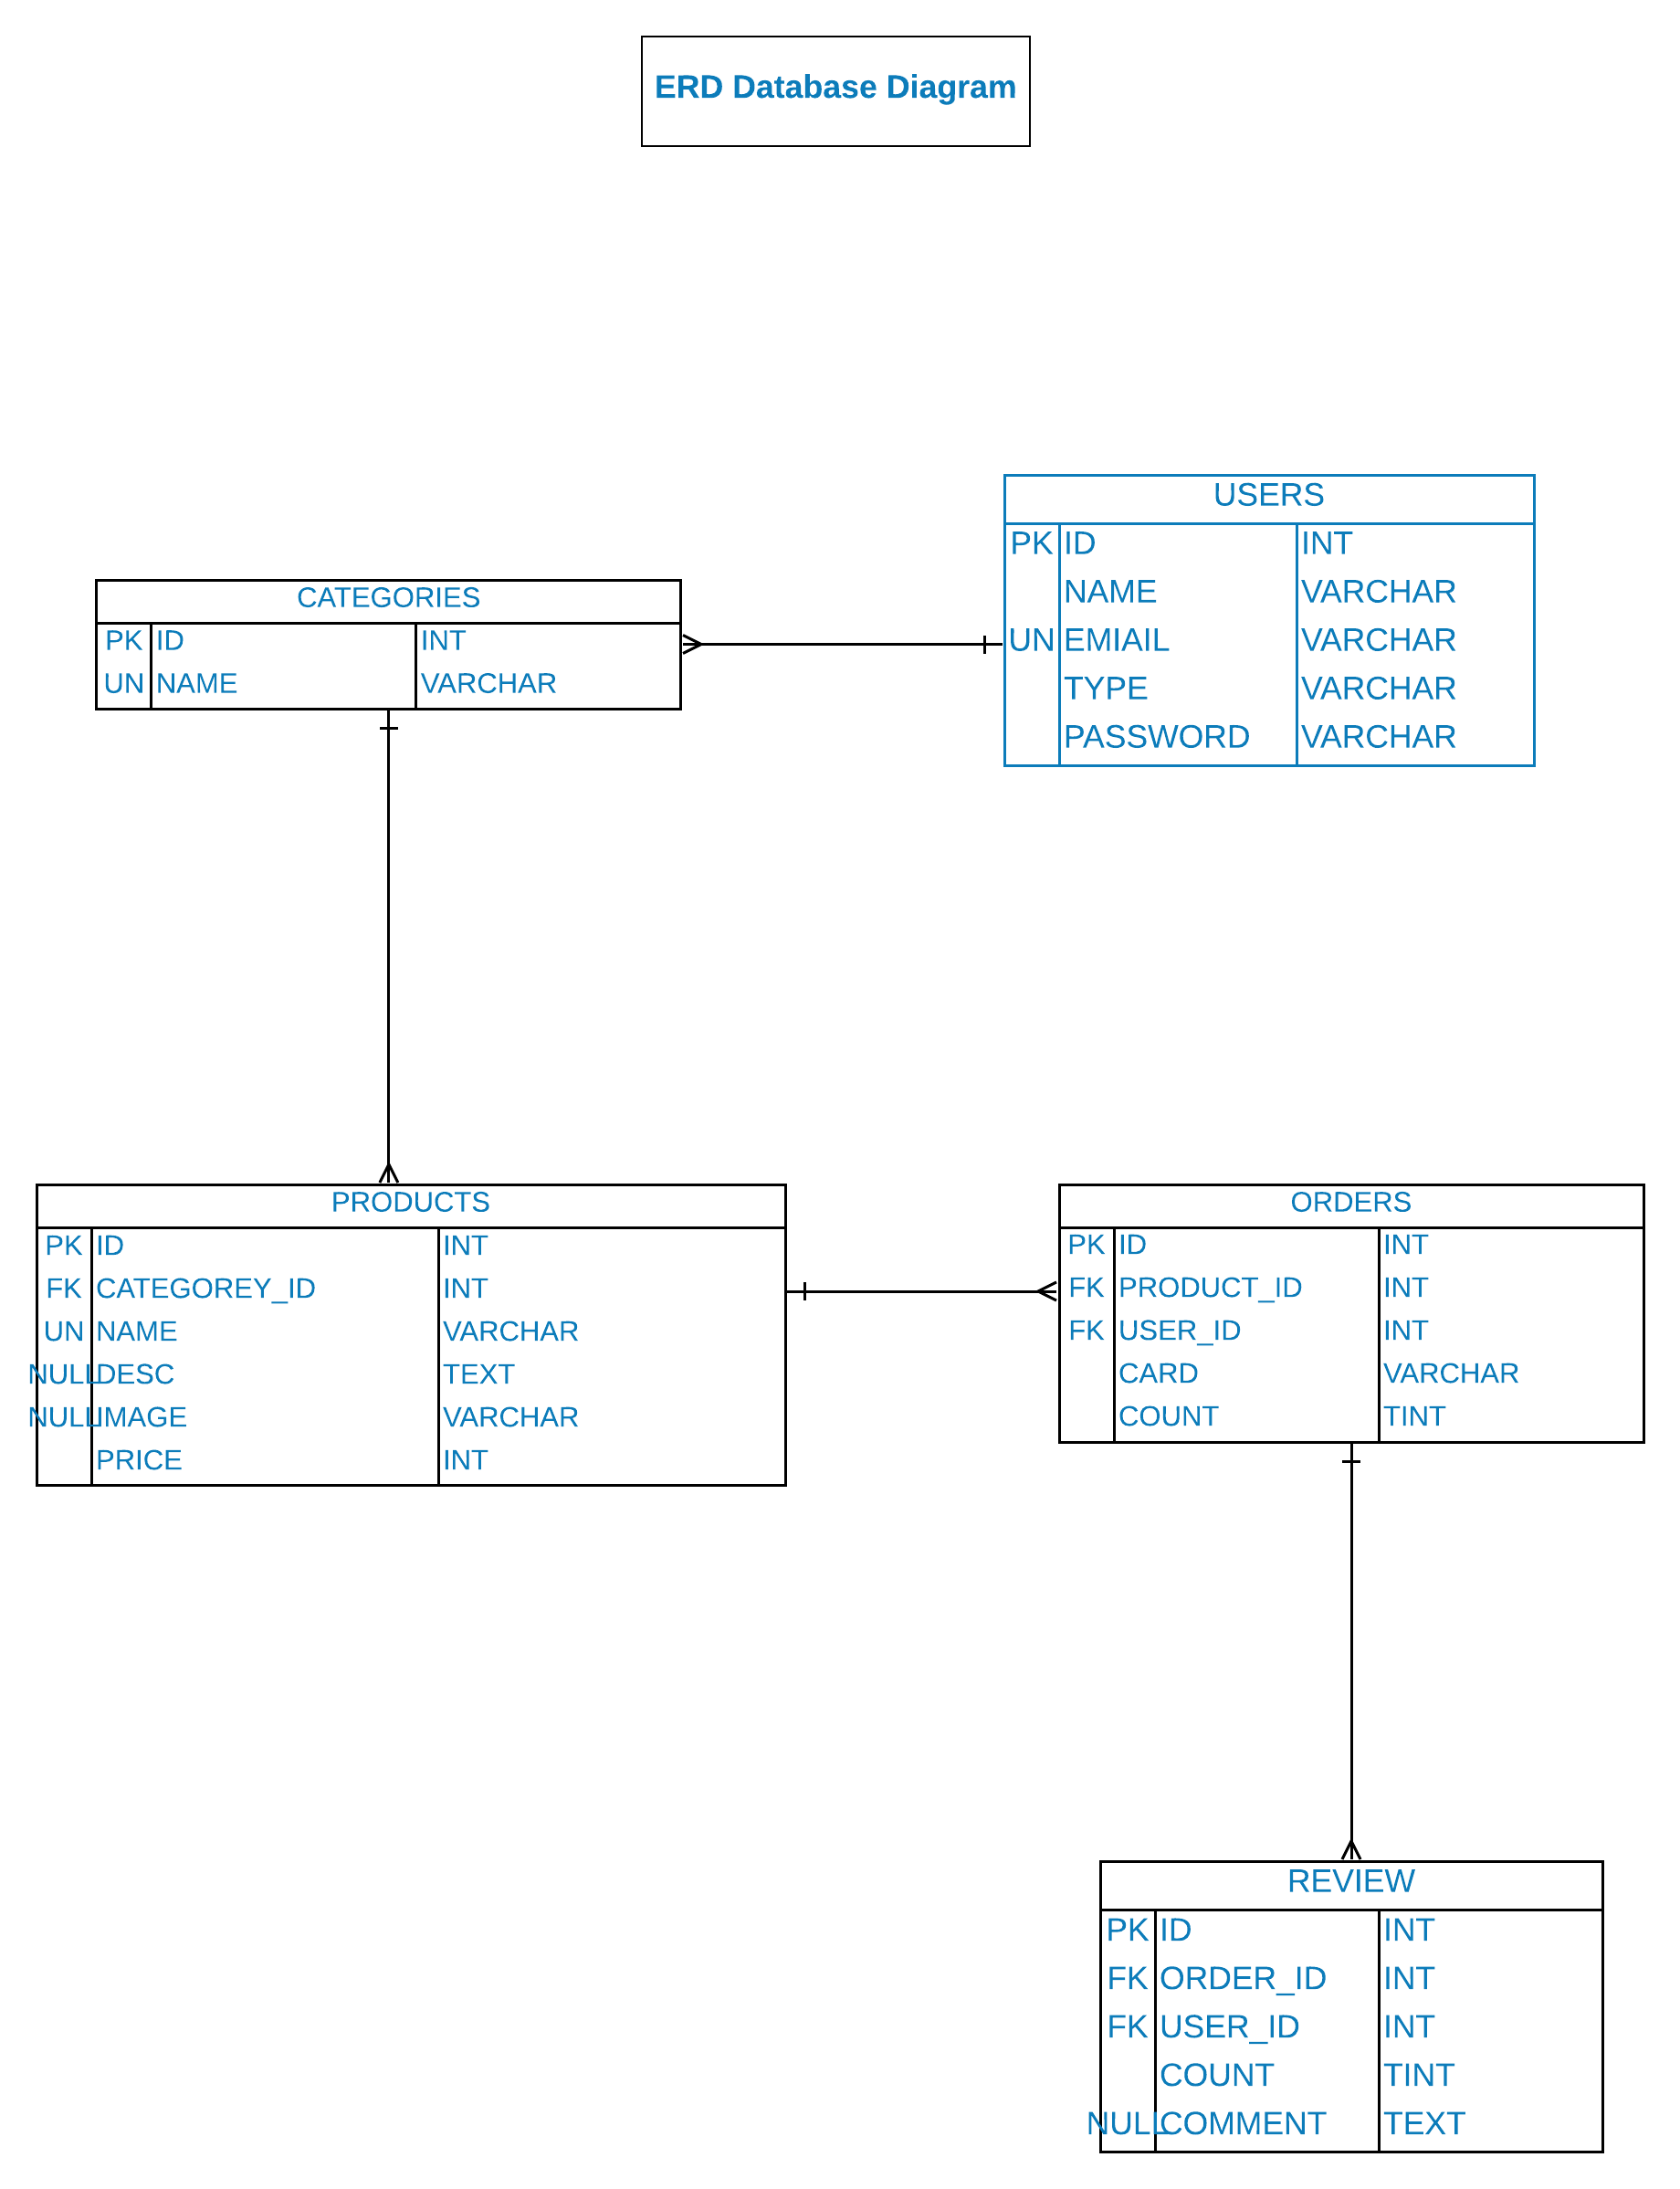 ERD Database Diagram
USERS
PK ID INT
NAME VARCHAR
UN EMIAIL VARCHAR
TYPE VARCHAR
PASSWORD VARCHAR
CATEGORIES
PK ID INT
UN NAME VARCHAR
PRODUCTS
PK ID INT
FK CATEGOREY_ID INT
UN NAME VARCHAR
NULL DESC TEXT
NULL IMAGE VARCHAR
PRICE INT
ORDERS
PK ID INT
FK PRODUCT_ID INT
FK USER_ID INT
CARD VARCHAR
COUNT TINT
REVIEW
PK ID INT
FK ORDER_ID INT
FK USER_ID INT
COUNT TINT
NULL COMMENT TEXT